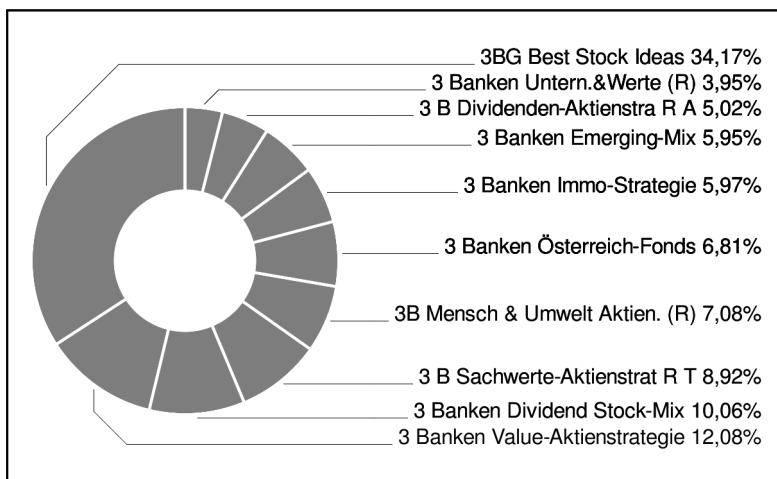 3BG Best Stock Ideas 34,17%
3 Banken Untern.&Werte (R) 3,95%
3 B Dividenden-Aktienstra R A 5,02%
3 Banken Emerging-Mix 5,95%
3 Banken Immo-Strategie 5,97%
3 Banken Österreich-Fonds 6,81%
3B Mensch & Umwelt Aktien. (R) 7,08%
3 B Sachwerte-Aktienstrat R T 8,92%
3 Banken Dividend Stock-Mix 10,06%
3 Banken Value-Aktienstrategie 12,08%